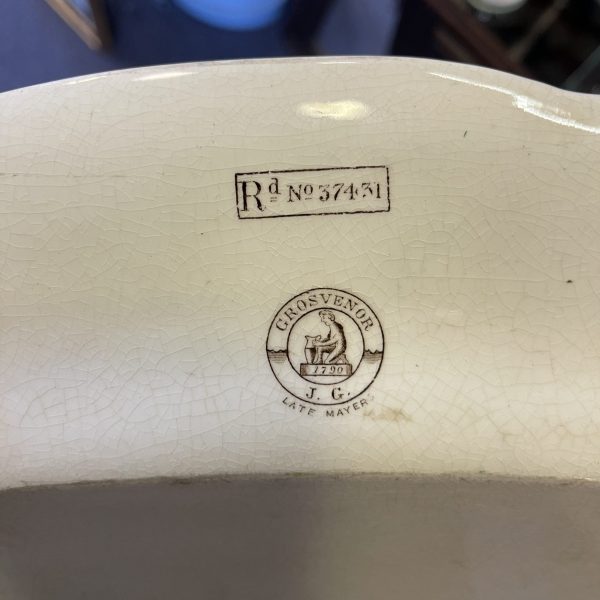 Rd No 37431
GROSVENOR
1790
J. G.
LATE MAYERS